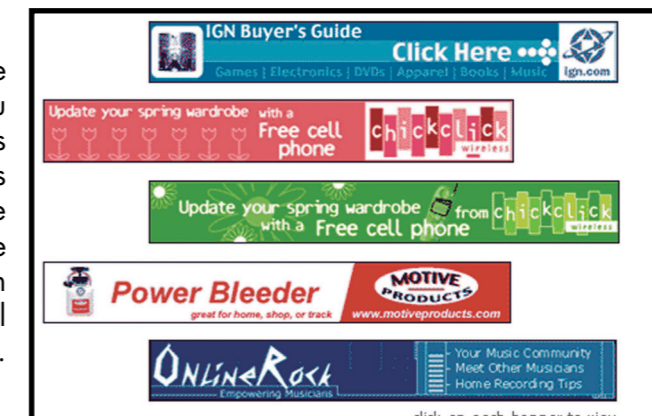 IGN Buyer's Guide
Click Here
Games | Electronics | DVDs | Apparel | Books | Music
ign.com
Update your spring wardrobe with a
Free cell
phone
chickclick
wireless
Update your spring wardrobe from chickclick
with a Free cell phone
wireless
Power Bleeder
great for home, shop, or track
MOTIVE
PRODUCTS
www.motiveproducts.com
OnlineRock
Empowering Musicians
- Your Music Community
- Meet Other Musicians
- Home Recording Tips